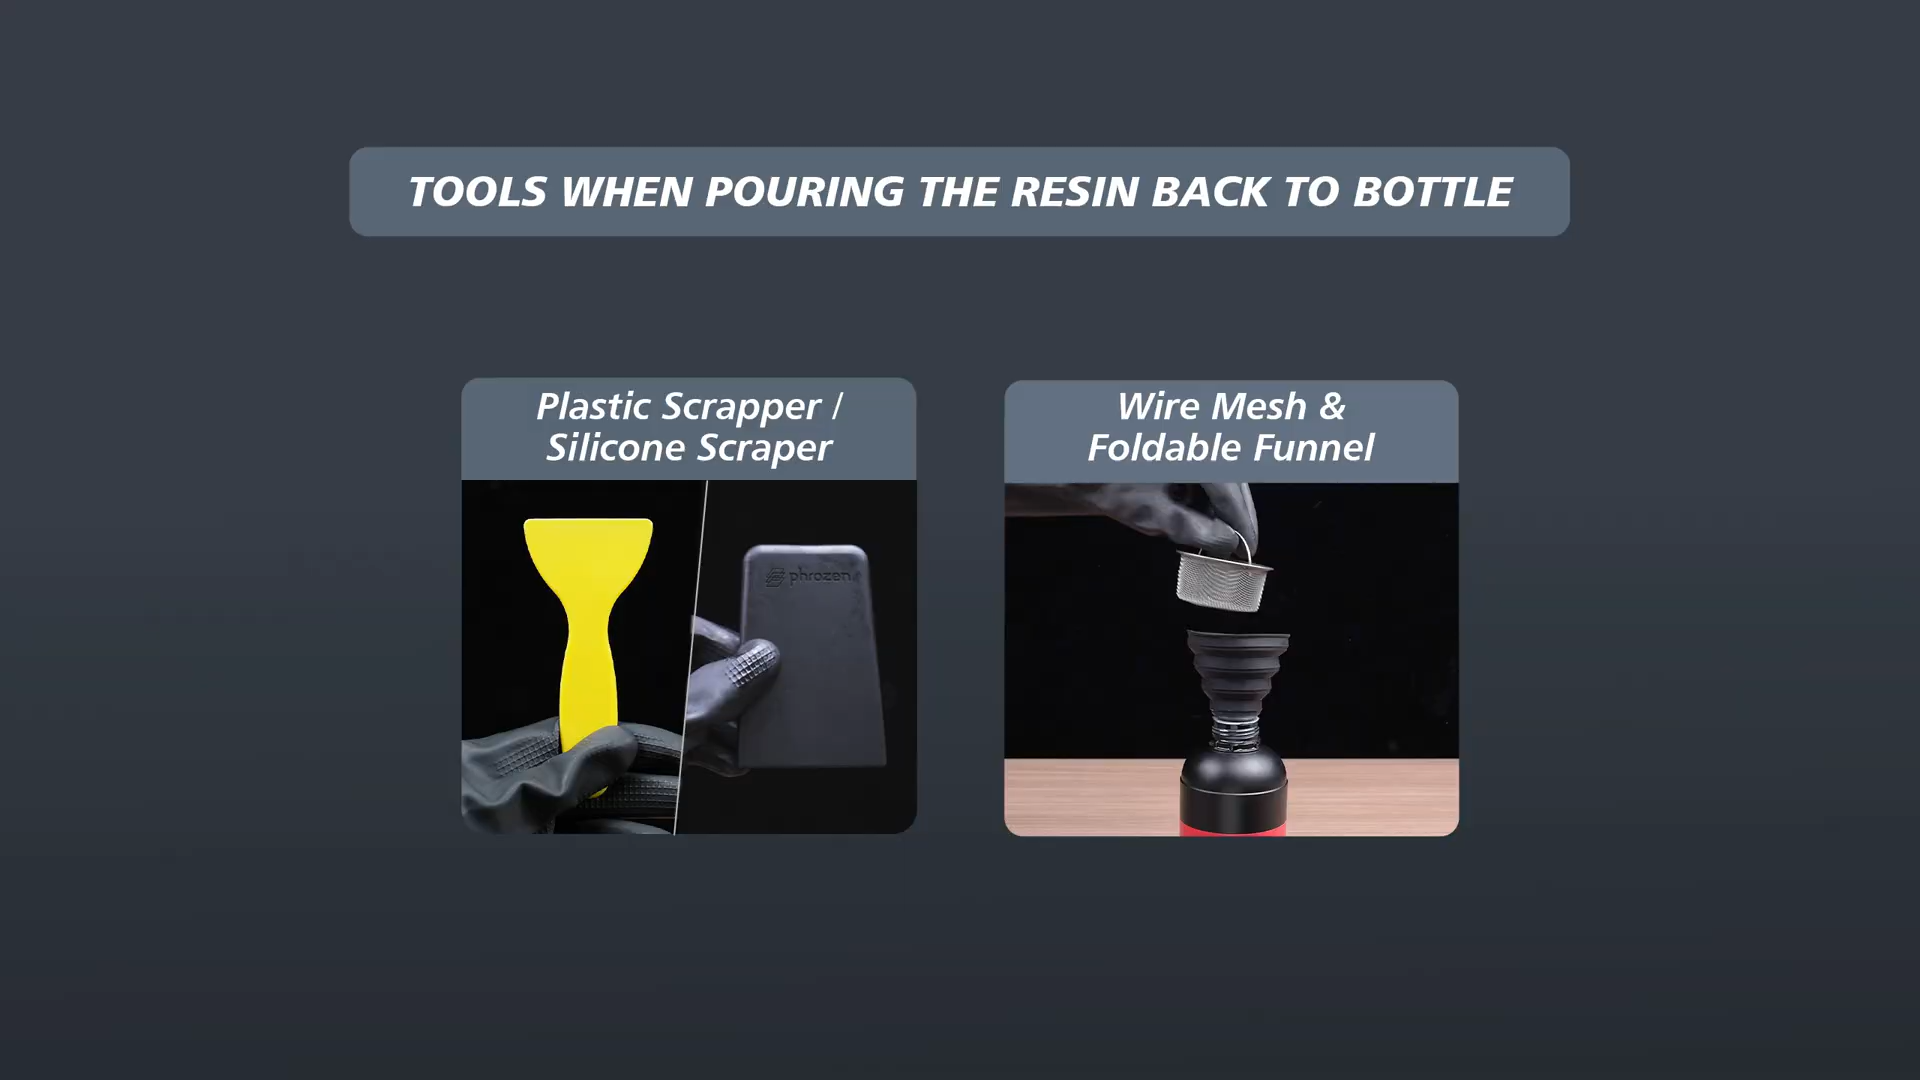 TOOLS WHEN POURING THE RESIN BACK TO BOTTLE
Plastic Scrapper /
Silicone Scraper
Wire Mesh &
Foldable Funnel
phrozen